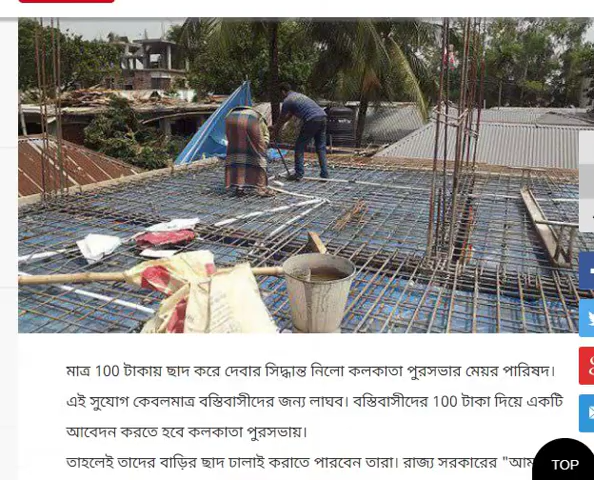 মাত্র 100 টাকায় ছাদ করে দেবার সিদ্ধান্ত নিলো কলকাতা পুরসভার মেয়র পারিষদ।
এই সুযোগ কেবলমাত্র বস্তিবাসীদের জন্য লাঘব। বস্তিবাসীদের 100 টাকা দিয়ে একটি
আবেদন করতে হবে কলকাতা পুরসভায়।
তাহলেই তাদের বাড়ির ছাদ ঢালাই করাতে পারবেন তারা। রাজ্য সরকারের
TOP